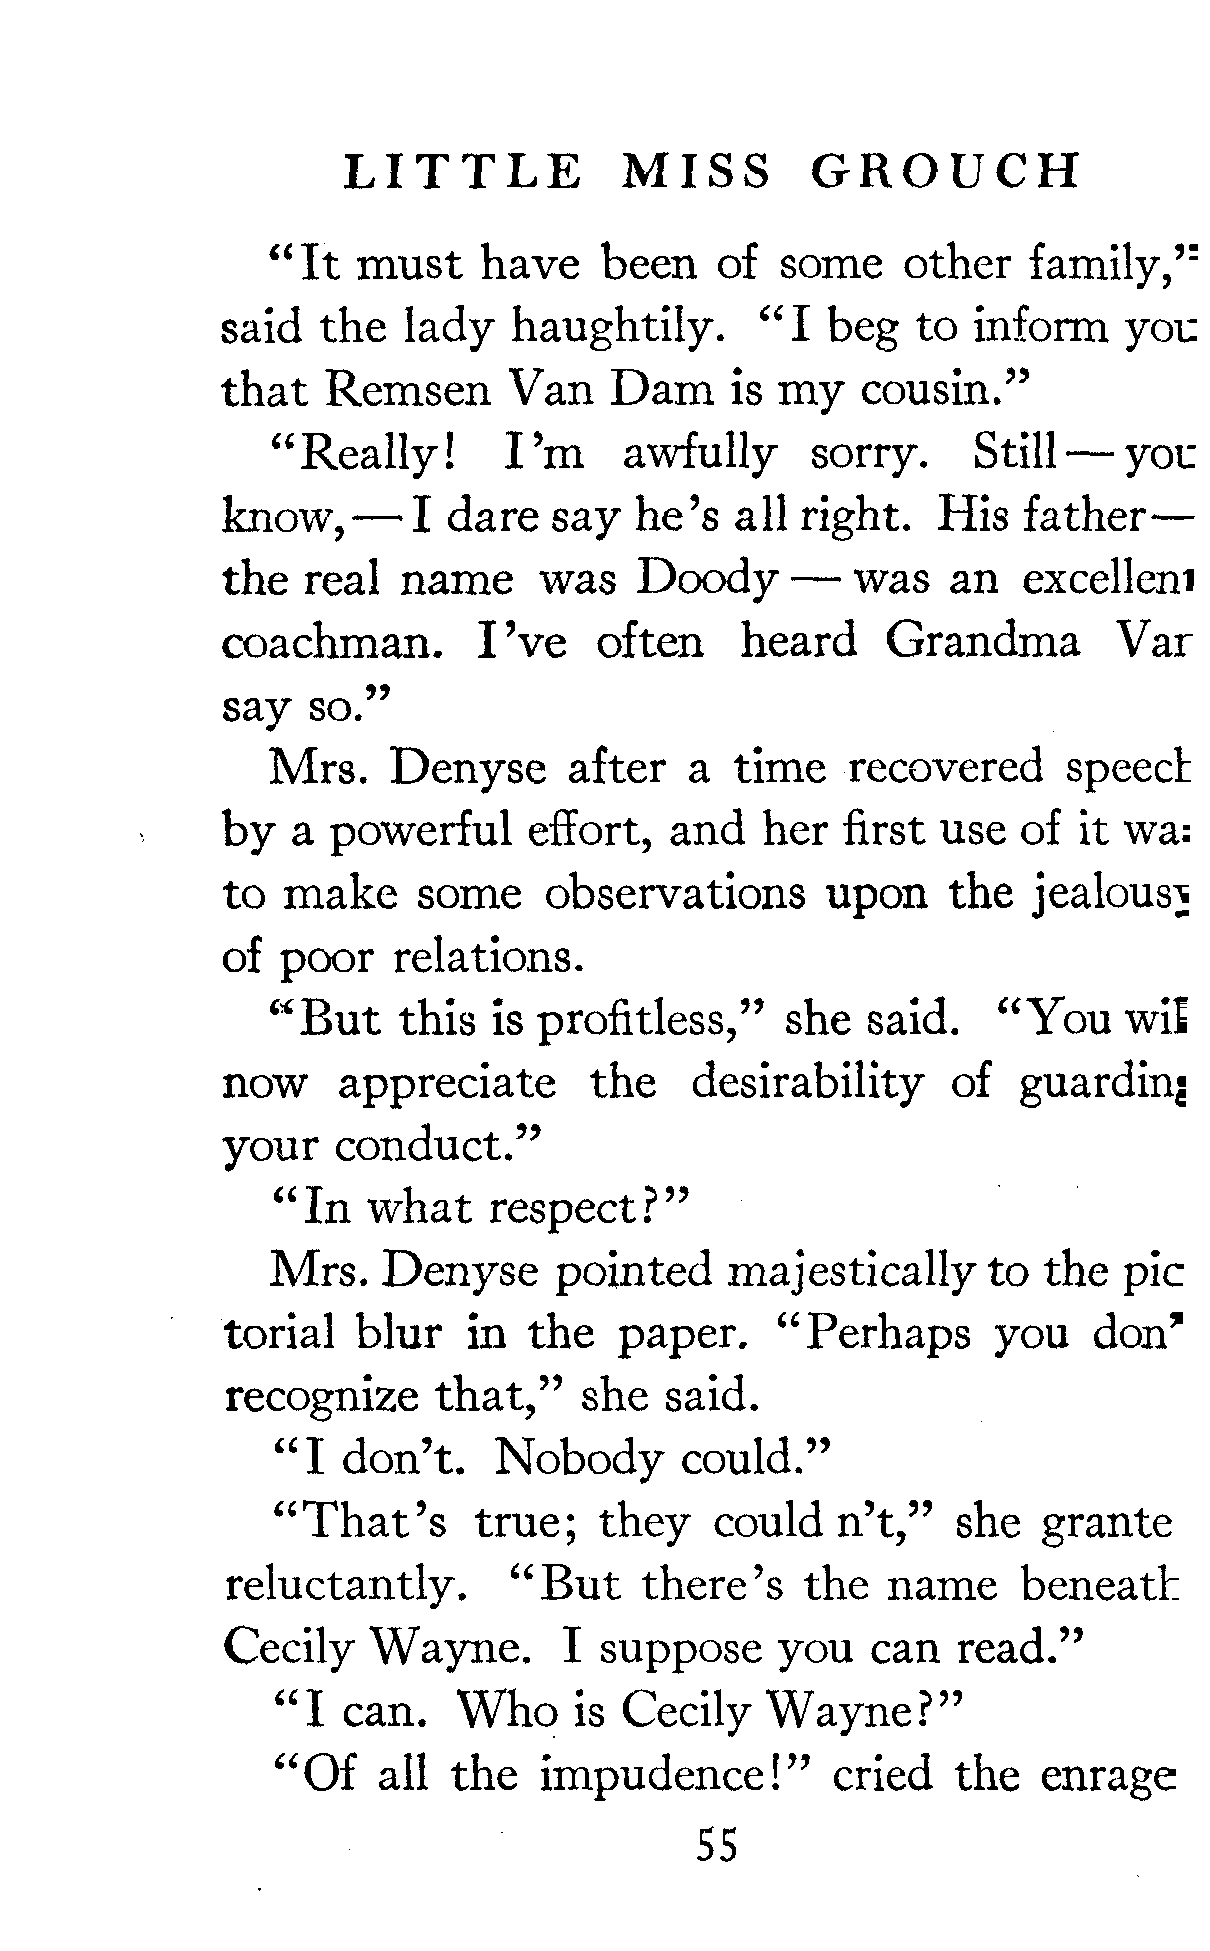 LITTLE MISS GROUCH
“It must have been of some other family,”
said the lady haughtily. “I beg to inform you
that Remsen Van Dam is my cousin.”
“Really! I’m awfully sorry. Still — you
know, — I dare say he’s all right. His father —
the real name was Doody — was an excellent
coachman. I’ve often heard Grandma Van
say so.”
Mrs. Denyse after a time recovered speech
by a powerful effort, and her first use of it was
to make some observations upon the jealousy
of poor relations.
“But this is profitless,” she said. “You will
now appreciate the desirability of guarding
your conduct.”
“In what respect?”
Mrs. Denyse pointed majestically to the pic
torial blur in the paper. “Perhaps you don’
recognize that,” she said.
“I don’t. Nobody could.”
“That’s true; they could n’t,” she grante
reluctantly. “But there’s the name beneath
Cecily Wayne. I suppose you can read.”
“I can. Who is Cecily Wayne?”
“Of all the impudence!” cried the enrage
55